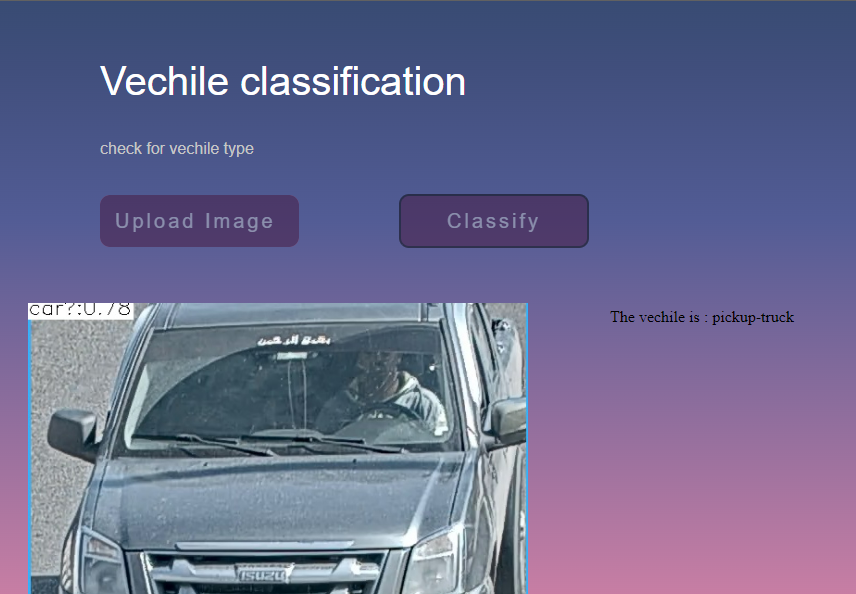 Vechile classification
check for vechile type
Upload Image
Classify
car?:0.78
The vechile is : pickup-truck
ISUZU